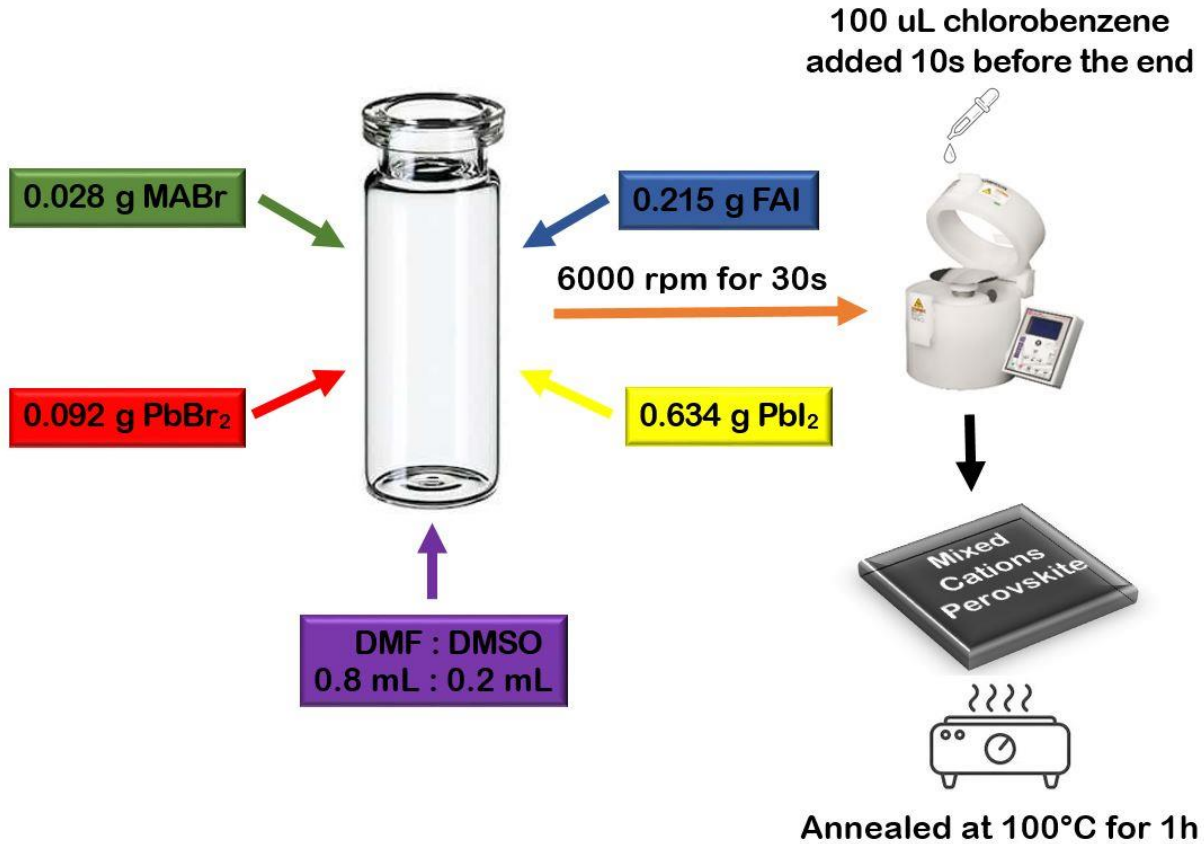 100 uL chlorobenzene
added 10s before the end
0.028 g MABr
0.215 g FAI
6000 rpm for 30s
0.092 g PbBr₂
0.634 g PbI₂
DMF : DMSO
0.8 mL : 0.2 mL
Mixed
Cations
Perovskite
Annealed at 100°C for 1h